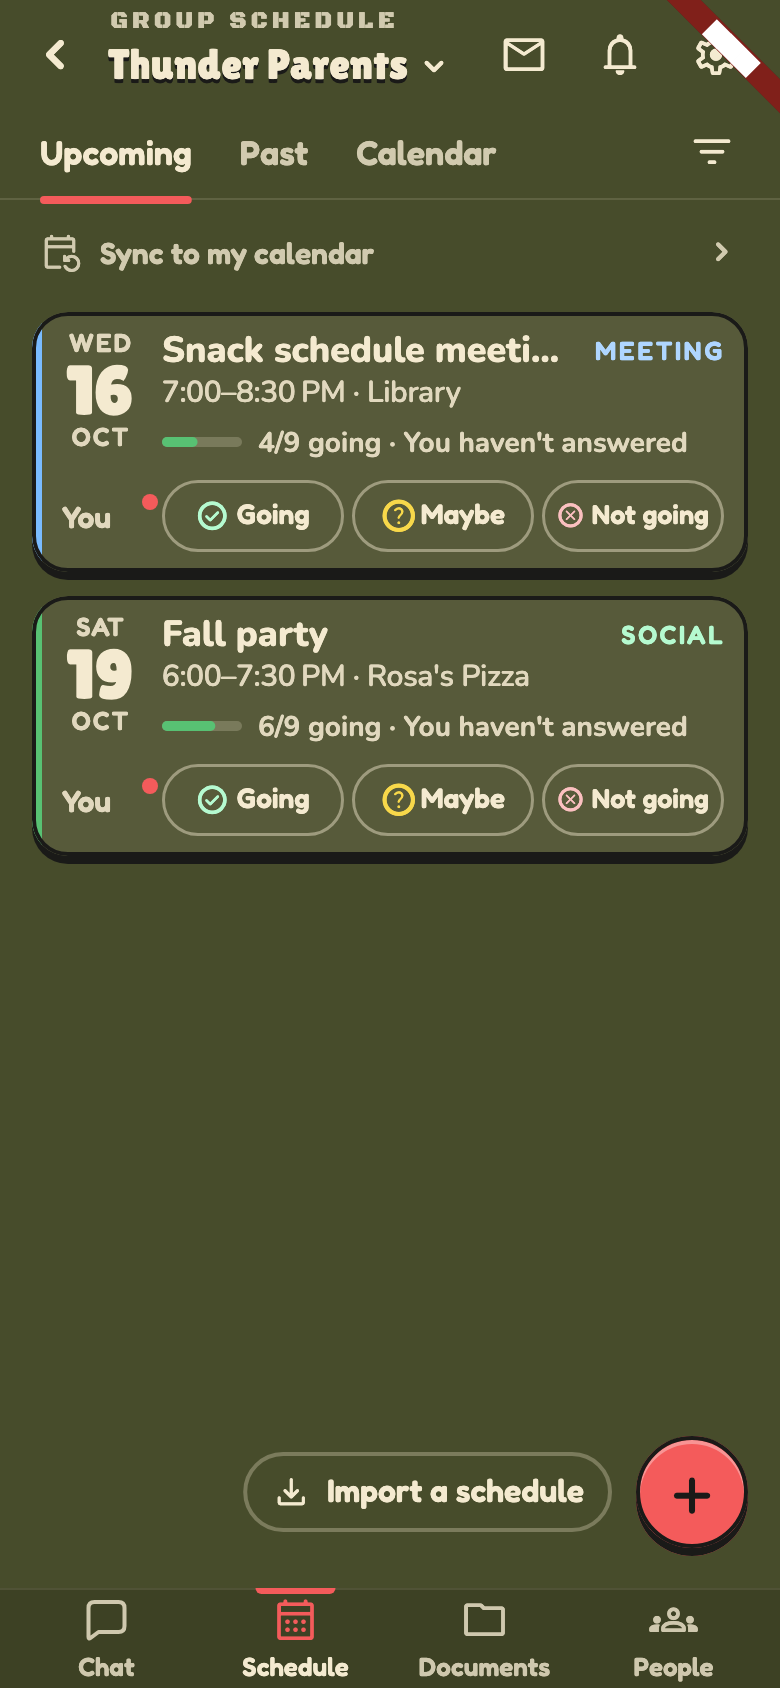 GROUP SCHEDULE
Thunder Parents
Upcoming Past Calendar
Sync to my calendar
WED
16
OCT
Snack schedule meeti... MEETING
7:00–8:30 PM · Library
4/9 going · You haven't answered
You Going Maybe Not going
SAT
19
OCT
Fall party SOCIAL
6:00–7:30 PM · Rosa's Pizza
6/9 going · You haven't answered
You Going Maybe Not going
Import a schedule
Chat Schedule Documents People